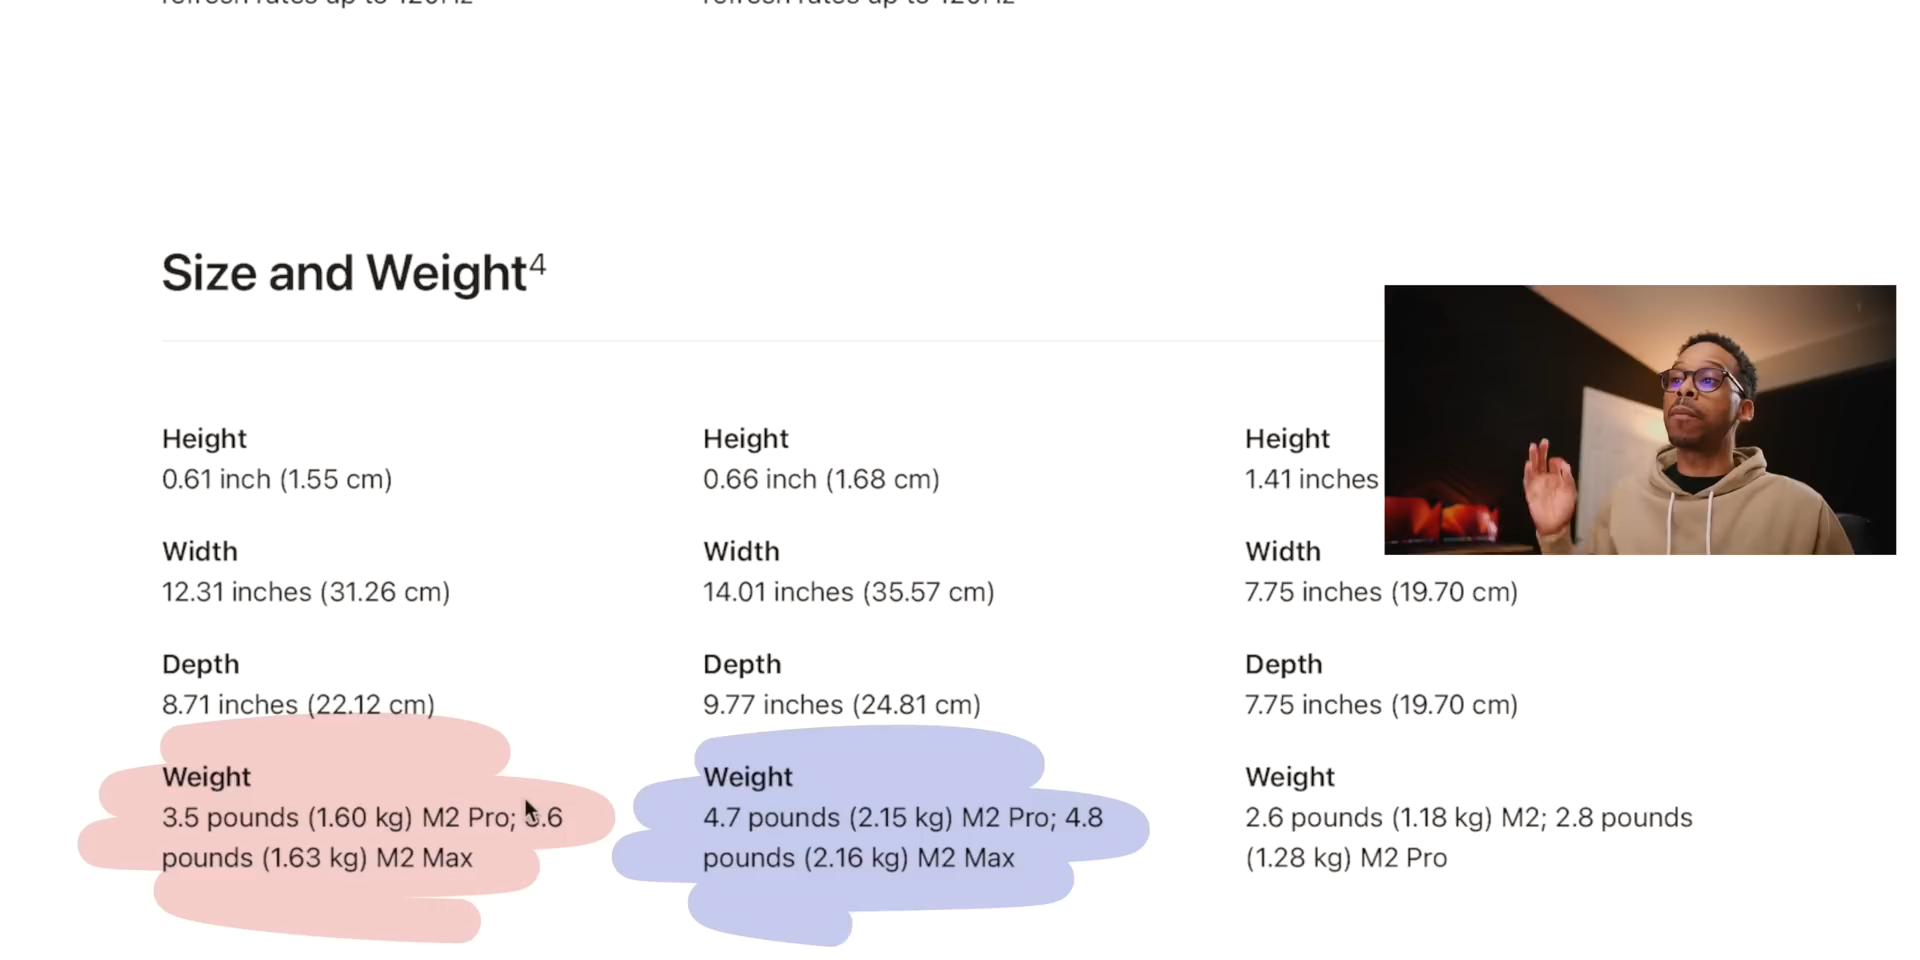 Size and Weight⁴
Height
0.61 inch (1.55 cm)
Width
12.31 inches (31.26 cm)
Depth
8.71 inches (22.12 cm)
Weight
3.5 pounds (1.60 kg) M2 Pro; 3.6
pounds (1.63 kg) M2 Max
Height
0.66 inch (1.68 cm)
Width
14.01 inches (35.57 cm)
Depth
9.77 inches (24.81 cm)
Weight
4.7 pounds (2.15 kg) M2 Pro; 4.8
pounds (2.16 kg) M2 Max
Height
1.41 inches
Width
7.75 inches (19.70 cm)
Depth
7.75 inches (19.70 cm)
Weight
2.6 pounds (1.18 kg) M2; 2.8 pounds
(1.28 kg) M2 Pro